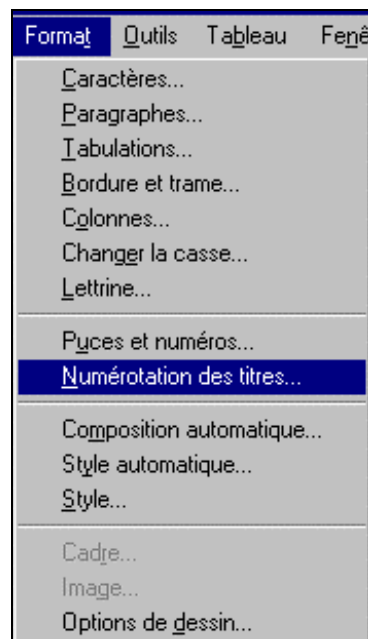 Format Outils Tableau Fenê
Caractères...
Paragraphes...
Tabulations...
Bordure et trame...
Colonnes...
Changer la casse...
Lettrine...
Puces et numéros...
Numérotation des titres...
Composition automatique...
Style automatique...
Style...
Cadre...
Image...
Options de dessin...